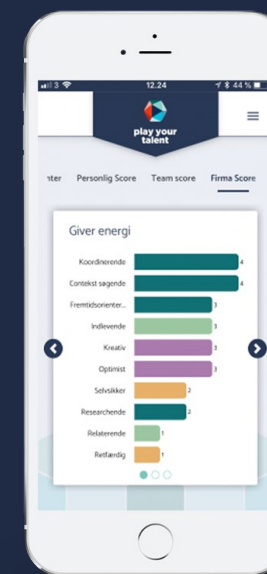 3 12.24 44 %
play your
talent
nter Personlig Score Team score Firma Score
Giver energi
Koordinerende 4
Contekst søgende 4
Fremtidsorienter... 3
Indlevende 3
Kreativ 3
Optimist 3
Selvsikker 2
Researchende 2
Relaterende 1
Retfærdig 1